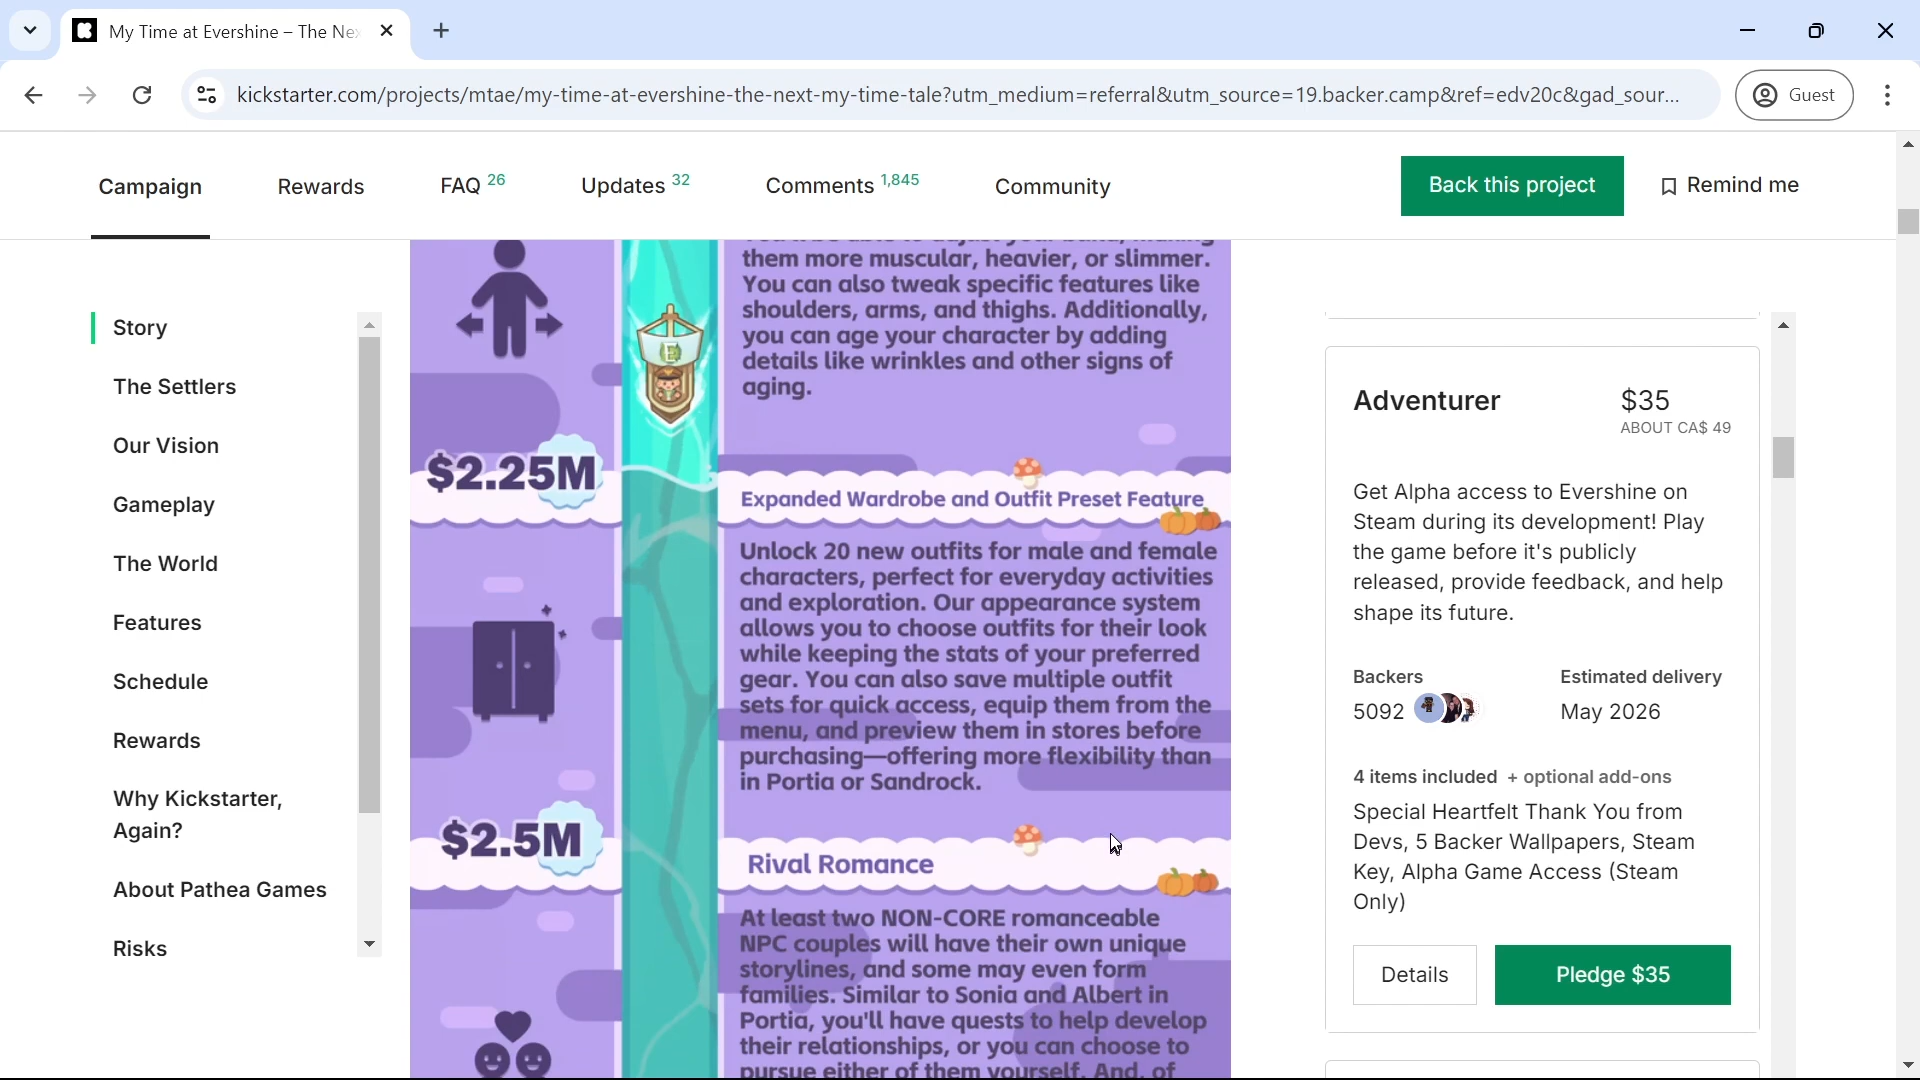 My Time at Evershine – The Nex
kickstarter.com/projects/mtae/my-time-at-evershine-the-next-my-time-tale?utm_medium=referral&utm_source=19.backer.camp&ref=edv20c&gad_sour...
Guest
Campaign
Rewards
FAQ 26
Updates 32
Comments 1,845
Community
Back this project
Remind me
Story
The Settlers
Our Vision
Gameplay
The World
Features
Schedule
Rewards
Why Kickstarter,
Again?
About Pathea Games
Risks
them more muscular, heavier, or slimmer.
You can also tweak specific features like
shoulders, arms, and thighs. Additionally,
you can age your character by adding
details like wrinkles and other signs of
aging.
E
$2.25M
Expanded Wardrobe and Outfit Preset Feature
Unlock 20 new outfits for male and female
characters, perfect for everyday activities
and exploration. Our appearance system
allows you to choose outfits for their look
while keeping the stats of your preferred
gear. You can also save multiple outfit
sets for quick access, equip them from the
menu, and preview them in stores before
purchasing—offering more flexibility than
in Portia or Sandrock.
$2.5M
Rival Romance
At least two NON-CORE romanceable
NPC couples will have their own unique
storylines, and some may even form
families. Similar to Sonia and Albert in
Portia, you'll have quests to help develop
their relationships, or you can choose to
pursue either of them yourself. And, of
Adventurer
$35
ABOUT CA$ 49
Get Alpha access to Evershine on
Steam during its development! Play
the game before it's publicly
released, provide feedback, and help
shape its future.
Backers
5092
Estimated delivery
May 2026
4 items included + optional add-ons
Special Heartfelt Thank You from
Devs, 5 Backer Wallpapers, Steam
Key, Alpha Game Access (Steam
Only)
Details
Pledge $35